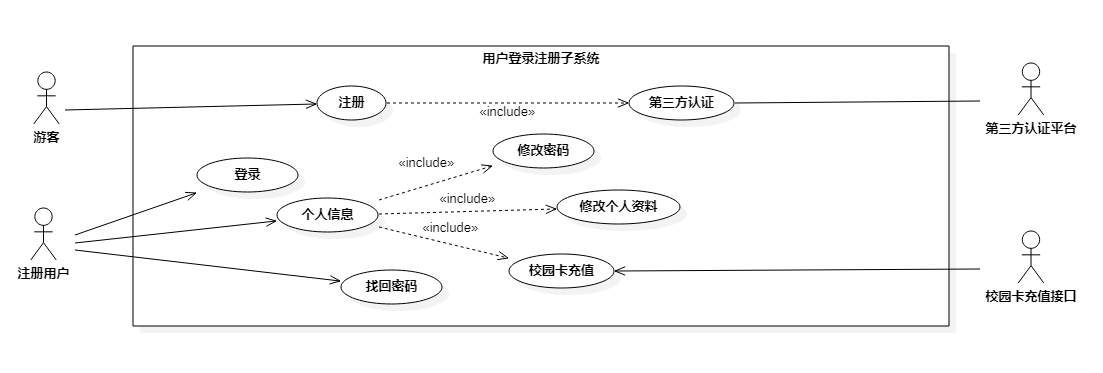 用户登录注册子系统
游客
注册
«include»
第三方认证
第三方认证平台
修改密码
«include»
登录
个人信息
«include»
修改个人资料
«include»
注册用户
找回密码
校园卡充值
校园卡充值接口